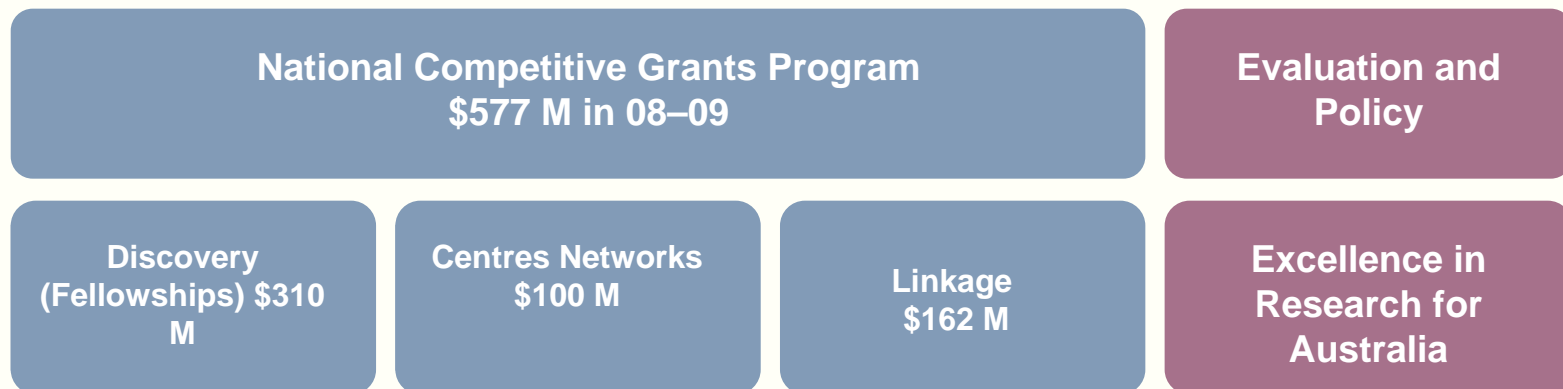 National Competitive Grants Program
$577 M in 08–09
Evaluation and
Policy
Discovery
(Fellowships) $310
M
Centres Networks
$100 M
Linkage
$162 M
Excellence in
Research for
Australia